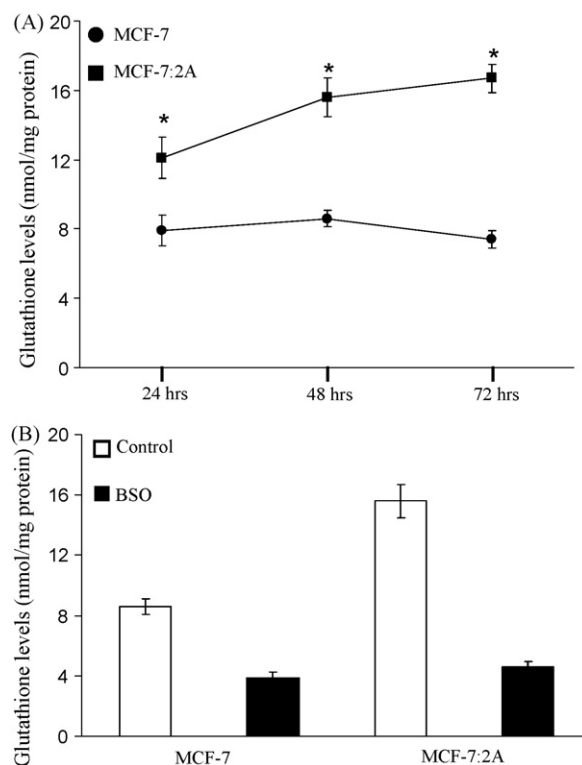 (A)
20
MCF-7
MCF-7:2A
*
*
*
16
12
8
4
0
Glutathione levels (nmol/mg protein)
24 hrs 48 hrs 72 hrs
(B)
20
Control
BSO
16
12
8
4
0
Glutathione levels (nmol/mg protein)
MCF-7 MCF-7:2A